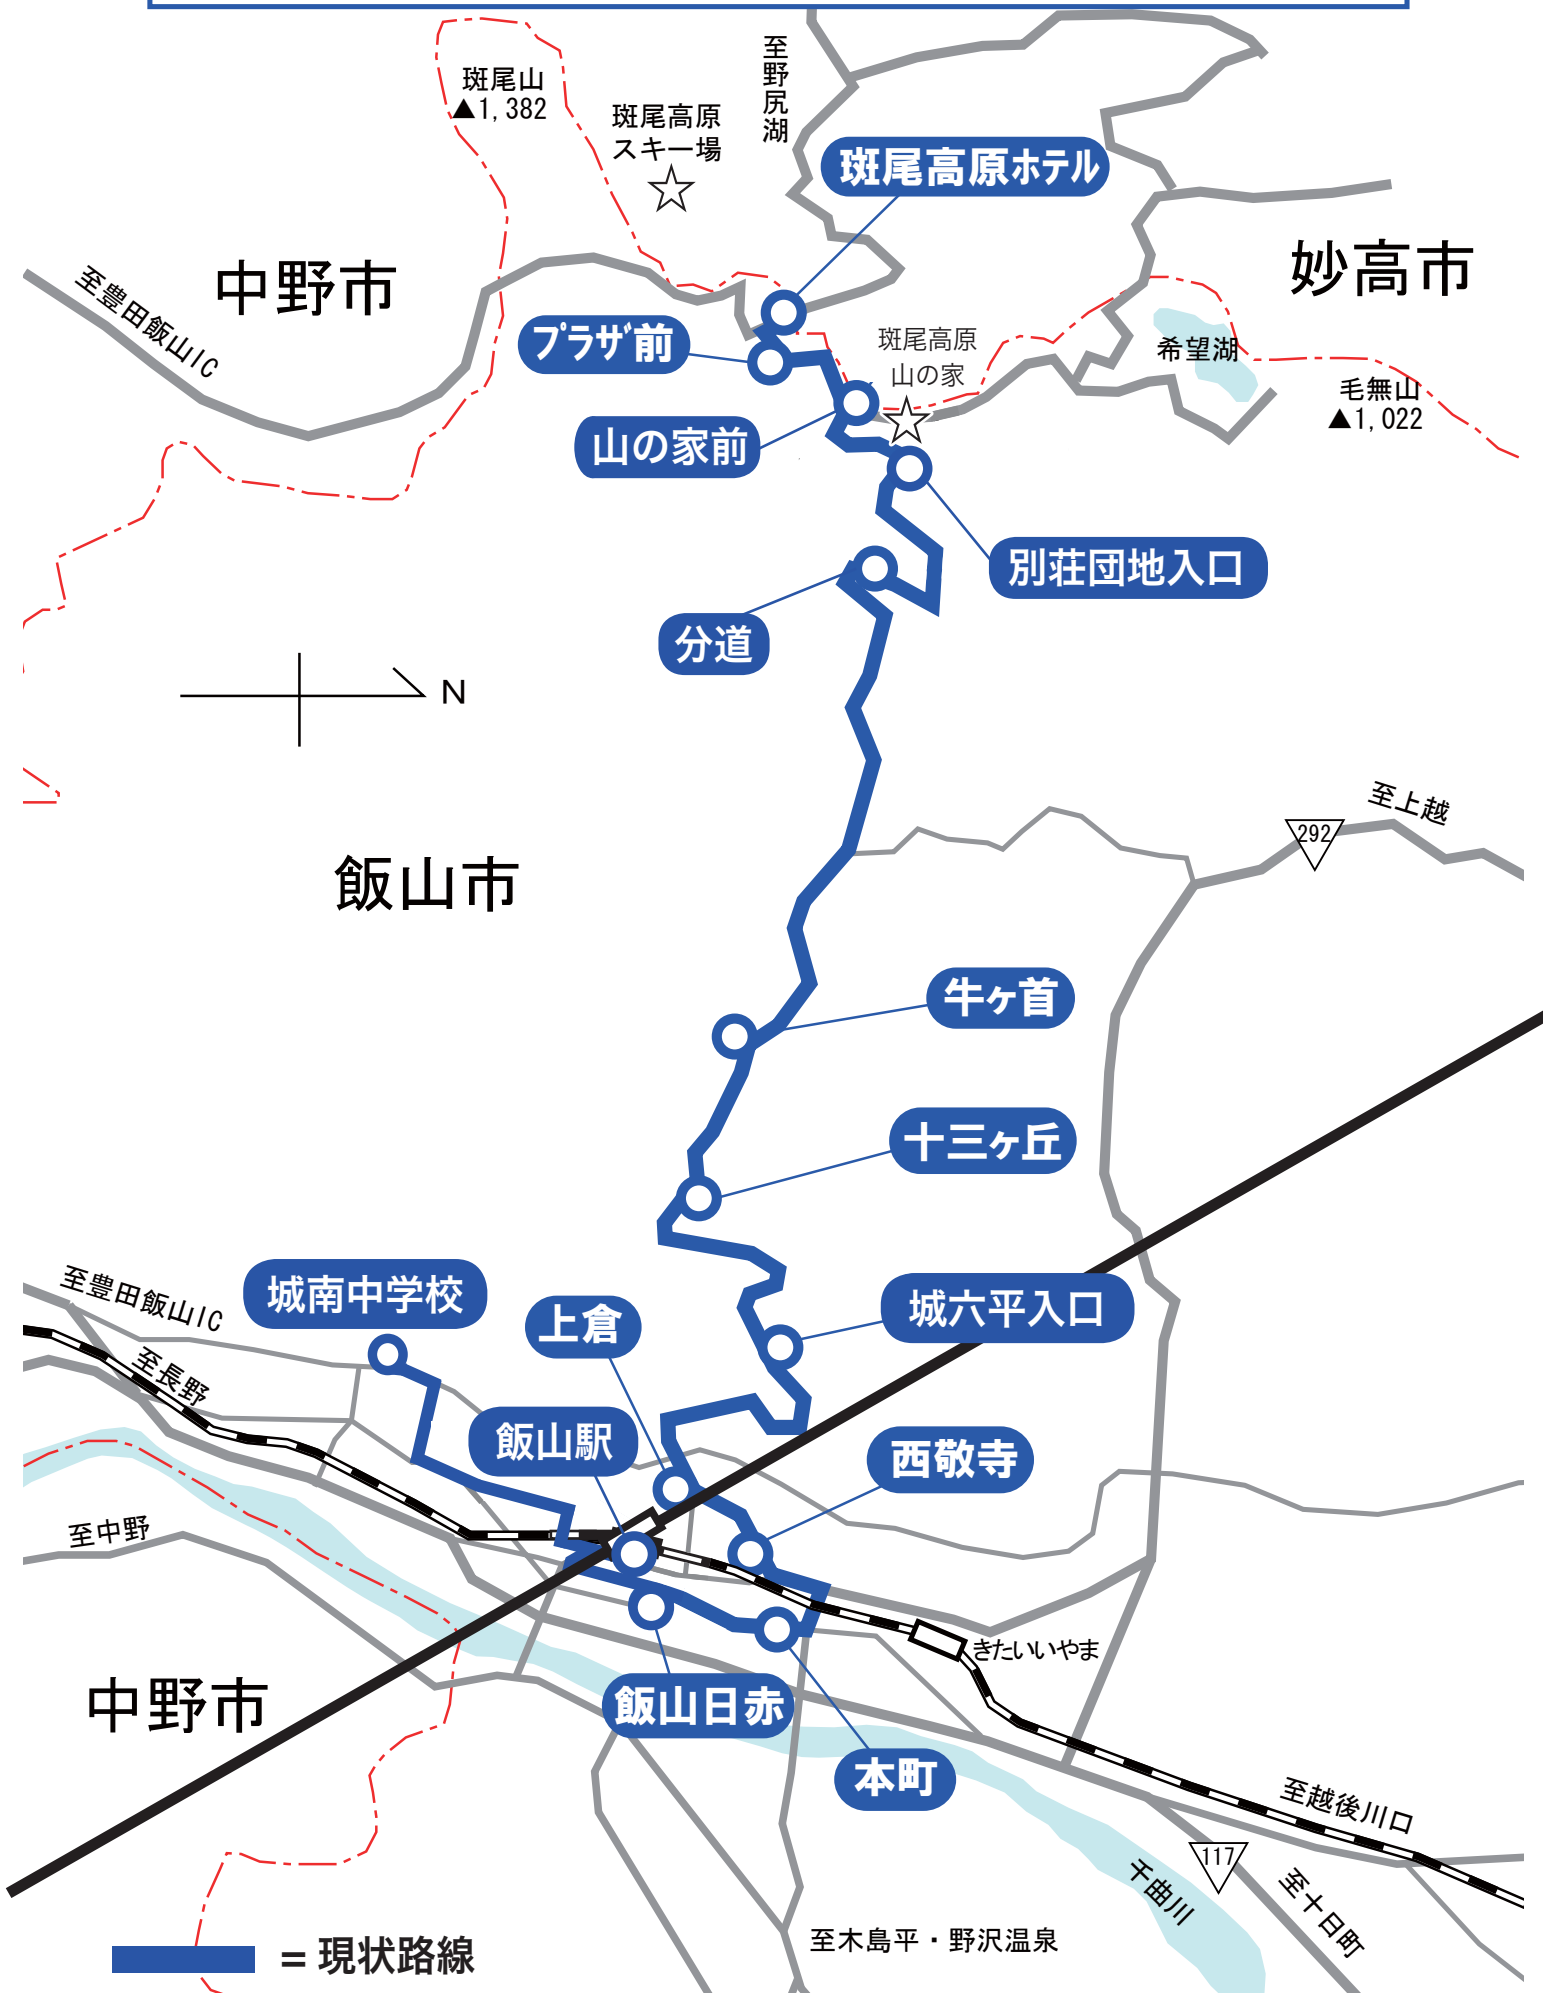 至野尻湖
斑尾山
▲1,382
斑尾高原
スキー場
斑尾高原ホテル
中野市
妙高市
至豊田飯山IC
プラザ前
斑尾高原
山の家
希望湖
毛無山
▲1,022
山の家前
別荘団地入口
分道
N
至上越
292
飯山市
牛ヶ首
十三ヶ丘
至豊田飯山IC
城南中学校
上倉
城六平入口
至長野
飯山駅
西敬寺
至中野
きたいいやま
中野市
飯山日赤
本町
至越後川口
117
千曲川
至十日町
至木島平・野沢温泉
= 現状路線